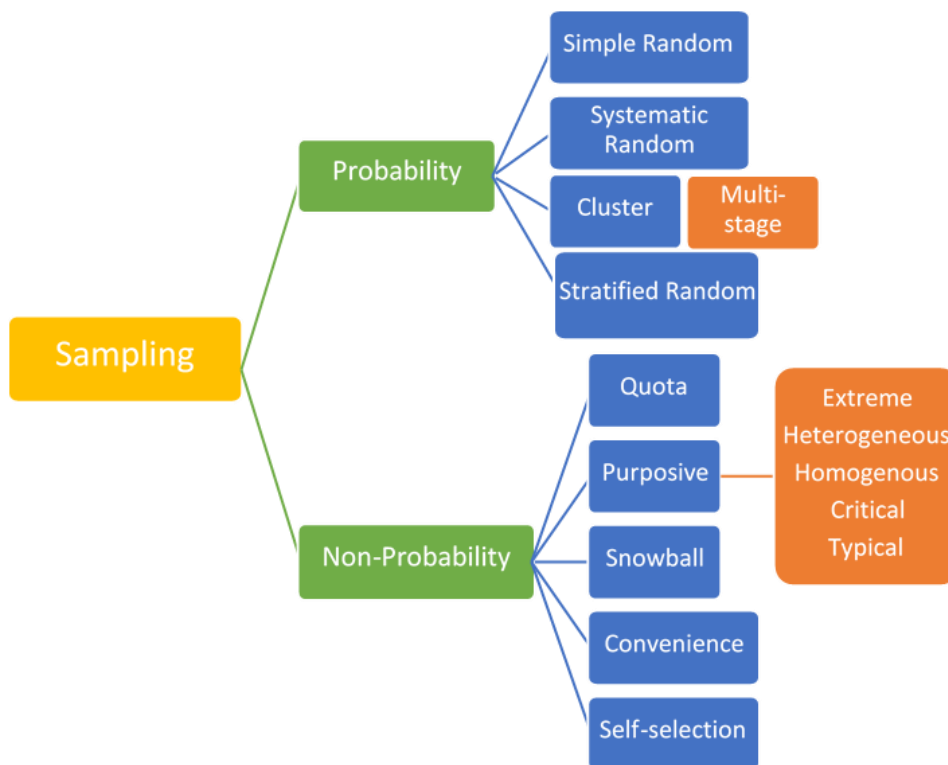 Simple Random
Systematic
Random
Probability
Cluster
Multi-
stage
Stratified Random
Sampling
Quota
Extreme
Heterogeneous
Homogenous
Critical
Typical
Purposive
Non-Probability
Snowball
Convenience
Self-selection